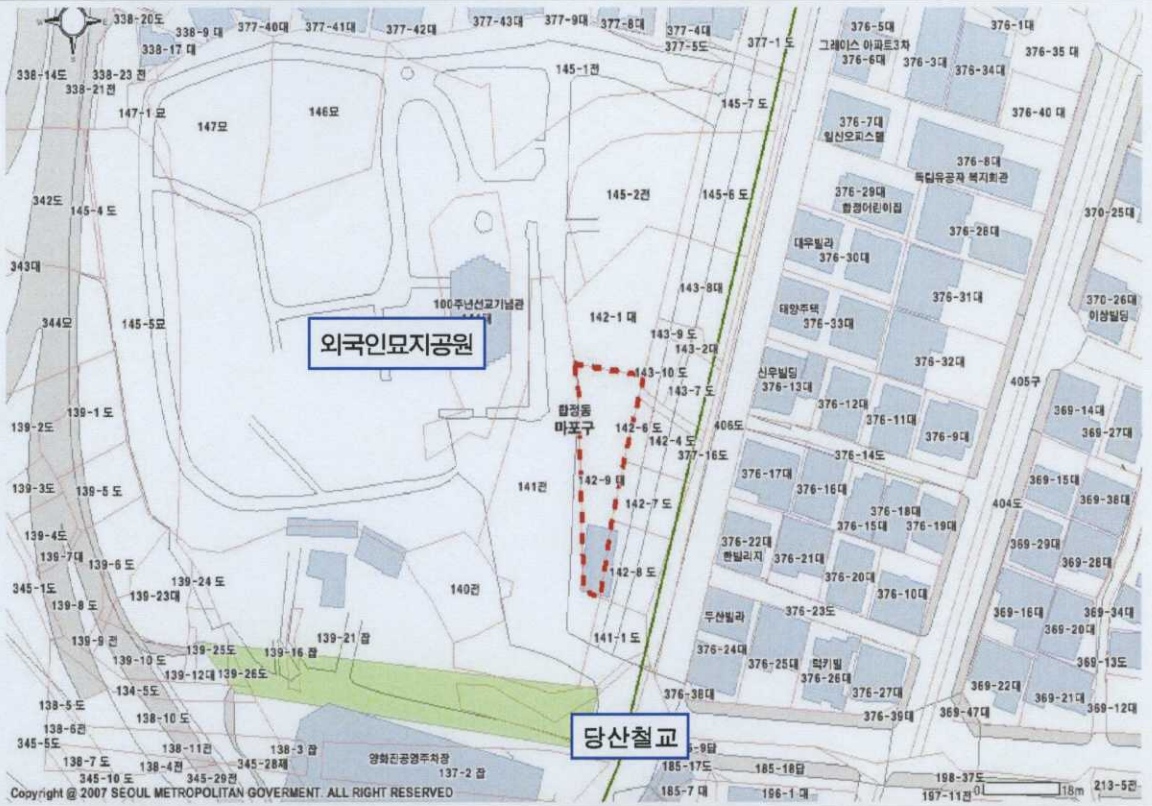 338-20도
338-9 대
377-40대
377-41대
377-42대
377-43대
377-9대
377-8대
377-4대
377-5도
377-1 도
376-5대
376-1대
338-17 대
그레이스 아파트3차
376-6대
376-3대
376-34대
376-35 대
338-14도
338-23 전
338-21전
145-1전
147-1 묘
147묘
146묘
145-7 도
376-7대
일신오피스텔
376-40 대
376-8대
독립유공자 복지회관
342도
145-4 도
145-2전
145-6 도
376-29대
합정어린이집
376-28대
370-25대
대우빌라
376-30대
343대
344묘
145-5묘
100주년선교기념관
143-8대
376-31대
370-26대
이상빌딩
외국인묘지공원
142-1 대
143-9 도
143-2대
태양주택
376-33대
376-32대
143-10 도
143-7 도
신우빌딩
376-13대
405구
139-1 도
139-2도
합정동
마포구
142-6 도
142-4 도
377-16도
406도
376-12대
376-11대
376-9대
369-14대
369-27대
376-14도
139-3도
139-5 도
141전
142-9 대
142-7 도
376-17대
376-16대
376-18대
376-15대
376-19대
404도
369-15대
369-38대
139-4도
139-7대
139-6 도
376-22대
한빌리지
376-21대
369-29대
369-28대
345-1도
139-24 도
139-23대
140전
142-8 도
376-20대
376-10대
139-8 도
139-9 전
139-21 잡
141-1 도
두산빌라
376-23도
369-16대
369-34대
369-20대
139-25도
139-16 잡
376-24대
376-25대
럭키빌
376-26대
369-13도
139-10 도
139-12대
139-26도
134-5도
376-38대
376-27대
369-22대
369-21대
369-12대
138-5 도
138-10 도
376-39대
369-47대
138-6전
345-5도
138-11전
138-3 잡
당산철교
양화진공영주차장
137-2 잡
138-7 도
138-4전
345-28제
185-17도
185-18답
198-37도
345-10 도
345-29전
185-7 대
196-1 대
197-11전
0
18m
213-5전
Copyright @ 2007 SEOUL METROPOLITAN GOVERMENT. ALL RIGHT RESERVED